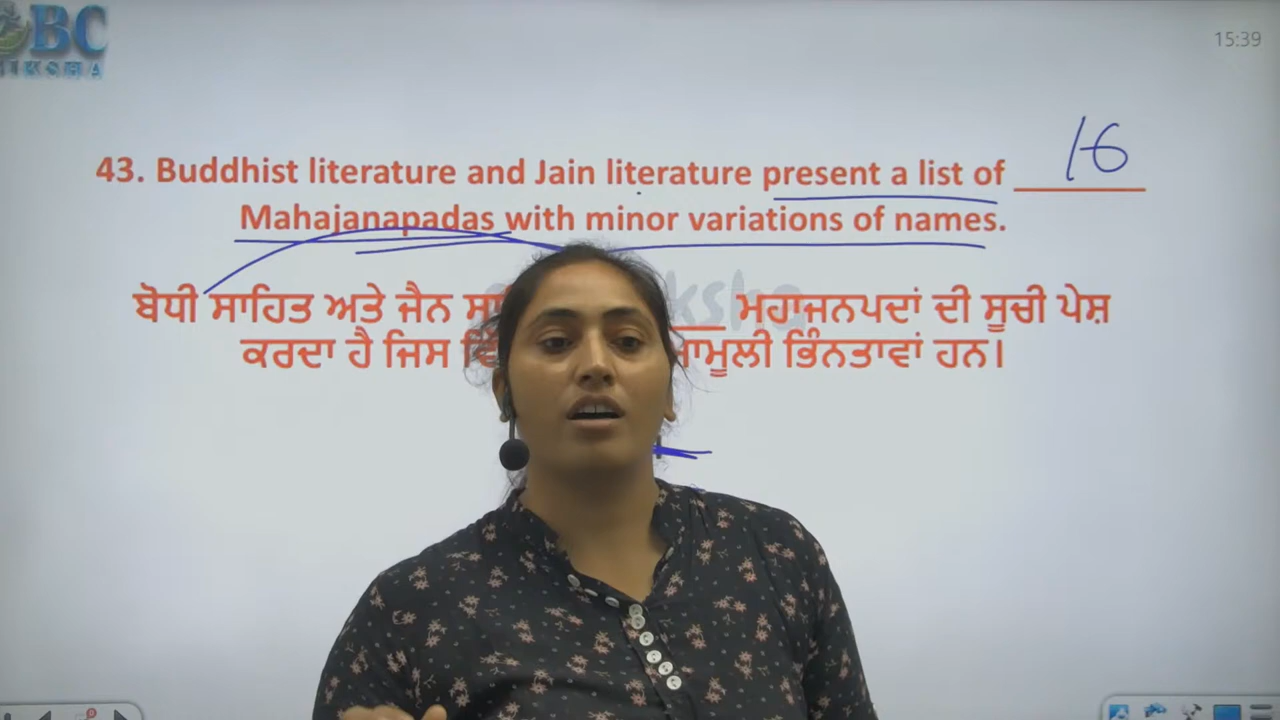 BC
15:39
16
43. Buddhist literature and Jain literature present a list of ________
Mahajanapadas with minor variations of names.
ਬੋਧੀ ਸਾਹਿਤ ਅਤੇ ਜੈਨ ਮਹਾਜਨਪਦਾਂ ਦੀ ਸੂਚੀ ਪੇਸ਼
ਕਰਦਾ ਹੈ ਜਿਸ ਭਿੰਨਤਾਵਾਂ ਹਨ।